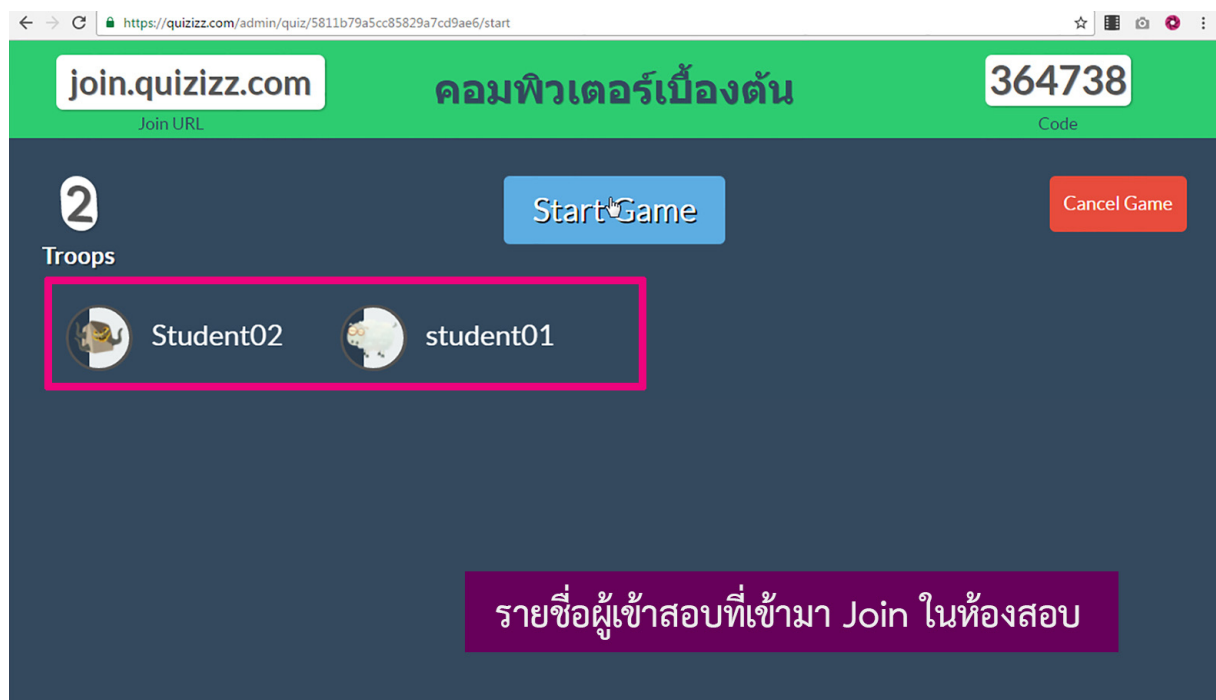 https://quizizz.com/admin/quiz/5811b79a5cc85829a7cd9ae6/start
join.quizizz.com
Join URL
คอมพิวเตอร์เบื้องต้น
364738
Code
2
Troops
Start Game
Cancel Game
Student02
student01
รายชื่อผู้เข้าสอบที่เข้ามา Join ในห้องสอบ